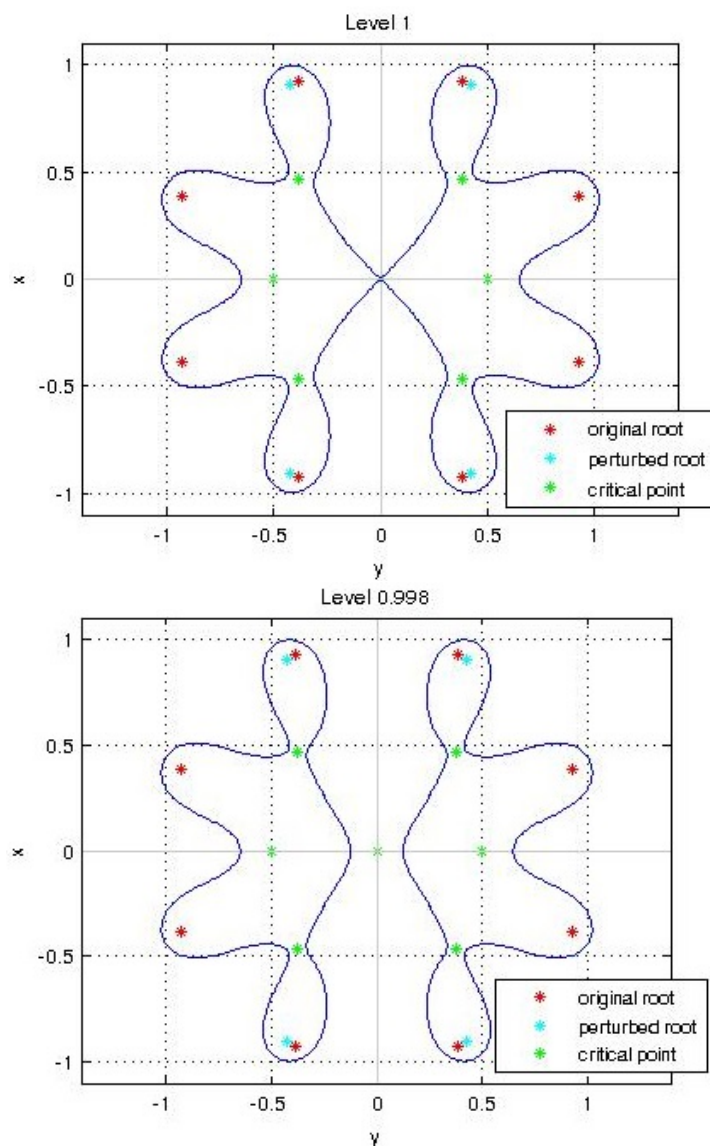 Level 1
1
0.5
0
-0.5
-1
x
-1
-0.5
0
0.5
1
y
original root
perturbed root
critical point
Level 0.998
1
0.5
0
-0.5
-1
x
-1
-0.5
0
0.5
1
y
original root
perturbed root
critical point